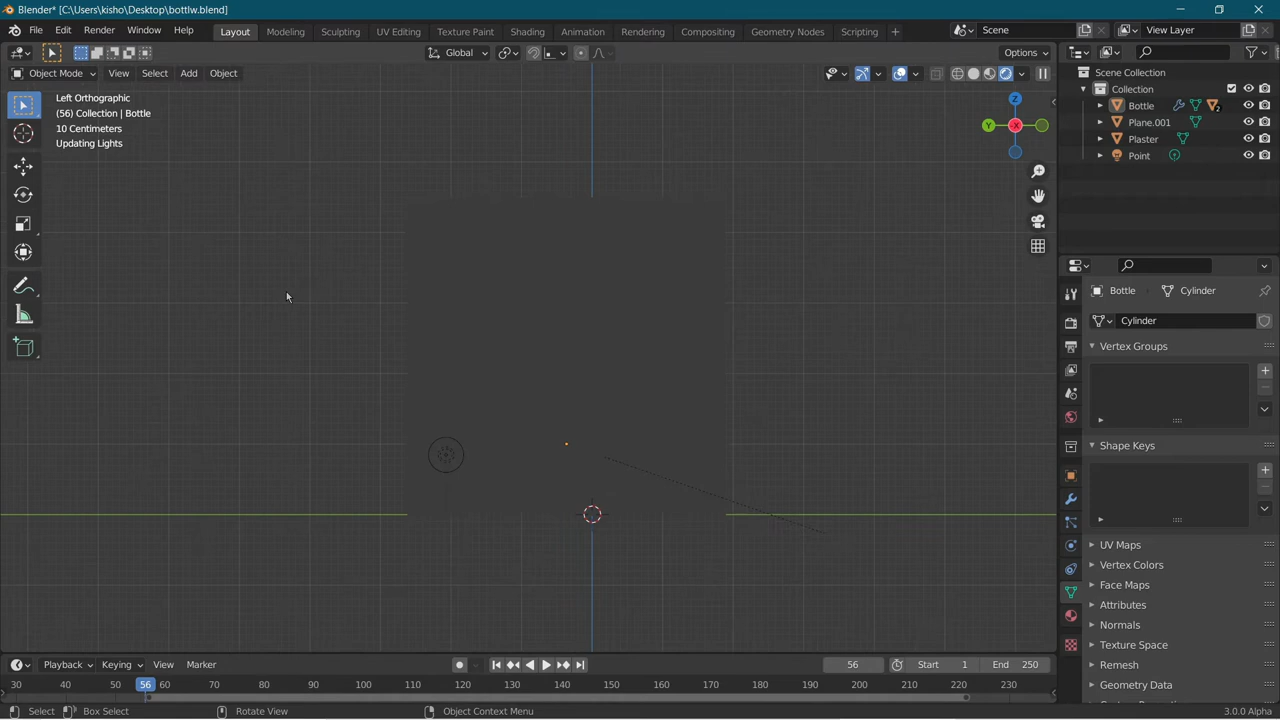 Blender* [C:\Users\kisho\Desktop\bottlw.blend]
File Edit Render Window Help
Layout Modeling Sculpting UV Editing Texture Paint Shading Animation Rendering Compositing Geometry Nodes Scripting +
Scene
View Layer
Global
Options
Object Mode View Select Add Object
Left Orthographic
(56) Collection | Bottle
10 Centimeters
Updating Lights
Z
Y
X
Scene Collection
Collection
Bottle
2
Plane.001
Plaster
Point
Bottle
Cylinder
Cylinder
Vertex Groups
Shape Keys
UV Maps
Vertex Colors
Face Maps
Attributes
Normals
Texture Space
Remesh
Geometry Data
Playback Keying View Marker
56
Start 1
End 250
30 40 50 56 60 70 80 90 100 110 120 130 140 150 160 170 180 190 200 210 220 230
Select
Box Select
Rotate View
Object Context Menu
3.0.0 Alpha